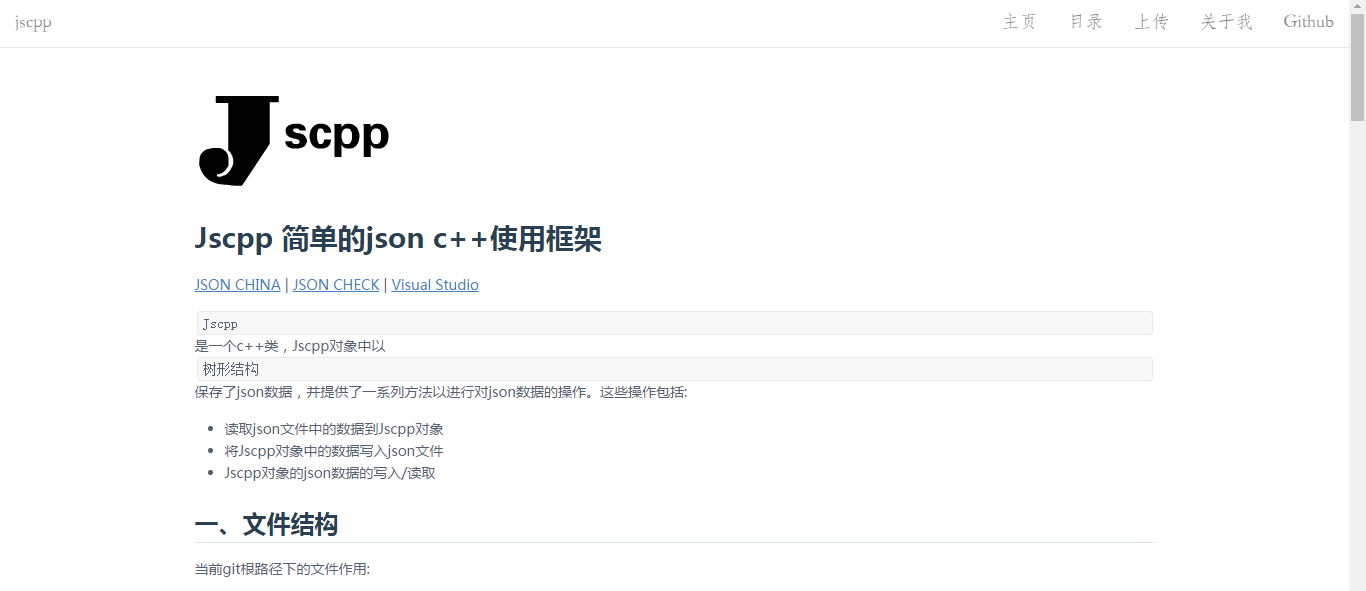 jscpp 主页 目录 上传 关于我 Github
Jscpp
Jscpp 简单的json c++使用框架
JSON CHINA | JSON CHECK | Visual Studio
Jscpp
是一个c++类，Jscpp对象中以
树形结构
保存了json数据，并提供了一系列方法以进行对json数据的操作。这些操作包括:
读取json文件中的数据到Jscpp对象
将Jscpp对象中的数据写入json文件
Jscpp对象的json数据的写入/读取
一、文件结构
当前git根路径下的文件作用: